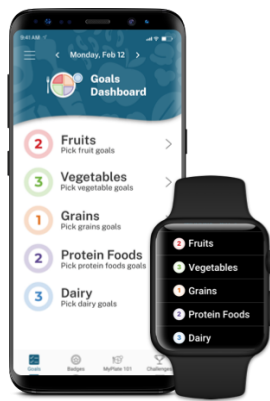 9:41 AM
< Monday, Feb 12 >
Goals
Dashboard
2 Fruits
Pick fruit goals
3 Vegetables
Pick vegetable goals
1 Grains
Pick grains goals
2 Protein Foods
Pick protein foods goals
3 Dairy
Pick dairy goals
Goals Badges MyPlate 101 Challenges
2 Fruits
3 Vegetables
1 Grains
2 Protein Foods
3 Dairy